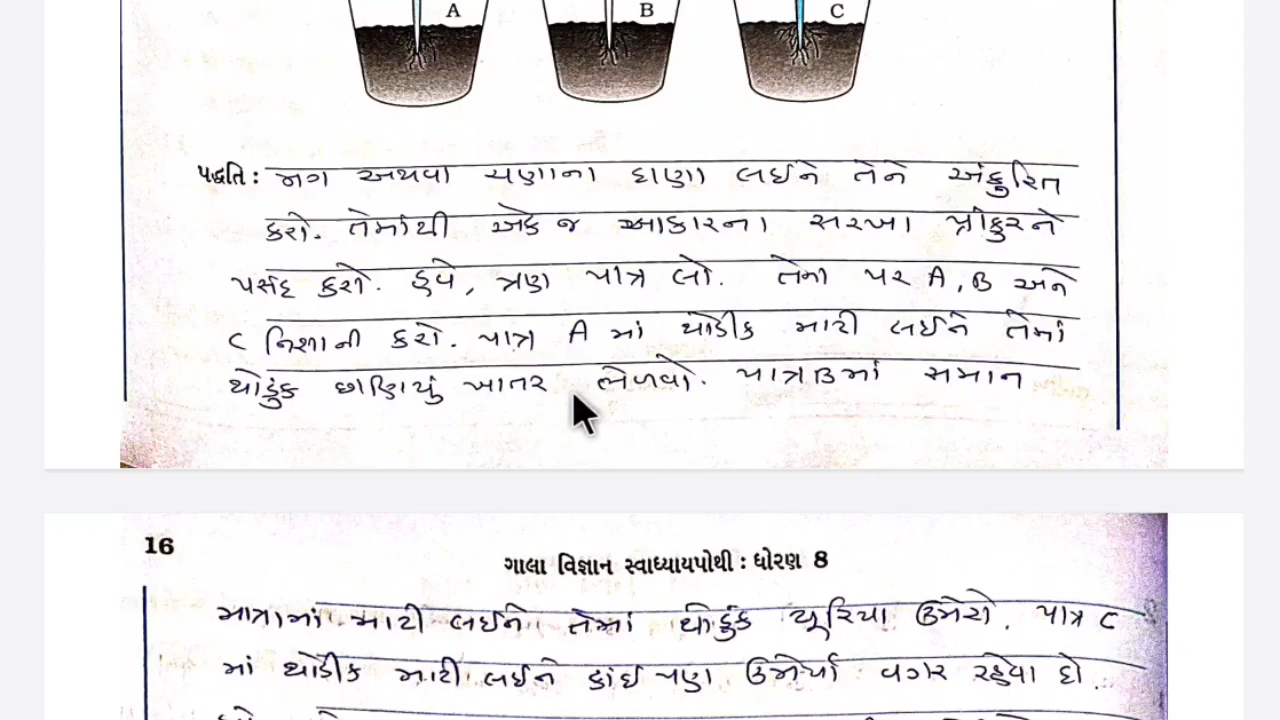 A B C
પદ્ધતિ : મગ અથવા ચણાના દાણા લઈને તેને અંકુરિત
કરો. તેમાંથી એક જ આકારના સરખા બીકુરને
પસંદ કરો. હવે, ત્રણ પાત્ર લો. તેના પર A, B અને
C નિશાની કરો. પાત્ર A માં થોડીક માટી લઈને તેમાં
થોડુંક છાણિયું ખાતર ભેળવો. પાત્ર B માં સમાન
16
ગાલા વિજ્ઞાન સ્વાધ્યાયપોથી : ધોરણ 8
માત્રામાં માટી લઈને તેમાં થોડુંક યૂરિયા ઉમેરો. પાત્ર C
માં થોડીક માટી લઈને કાંઈ પણ ઉમેર્યા વગર રહેવા દો.